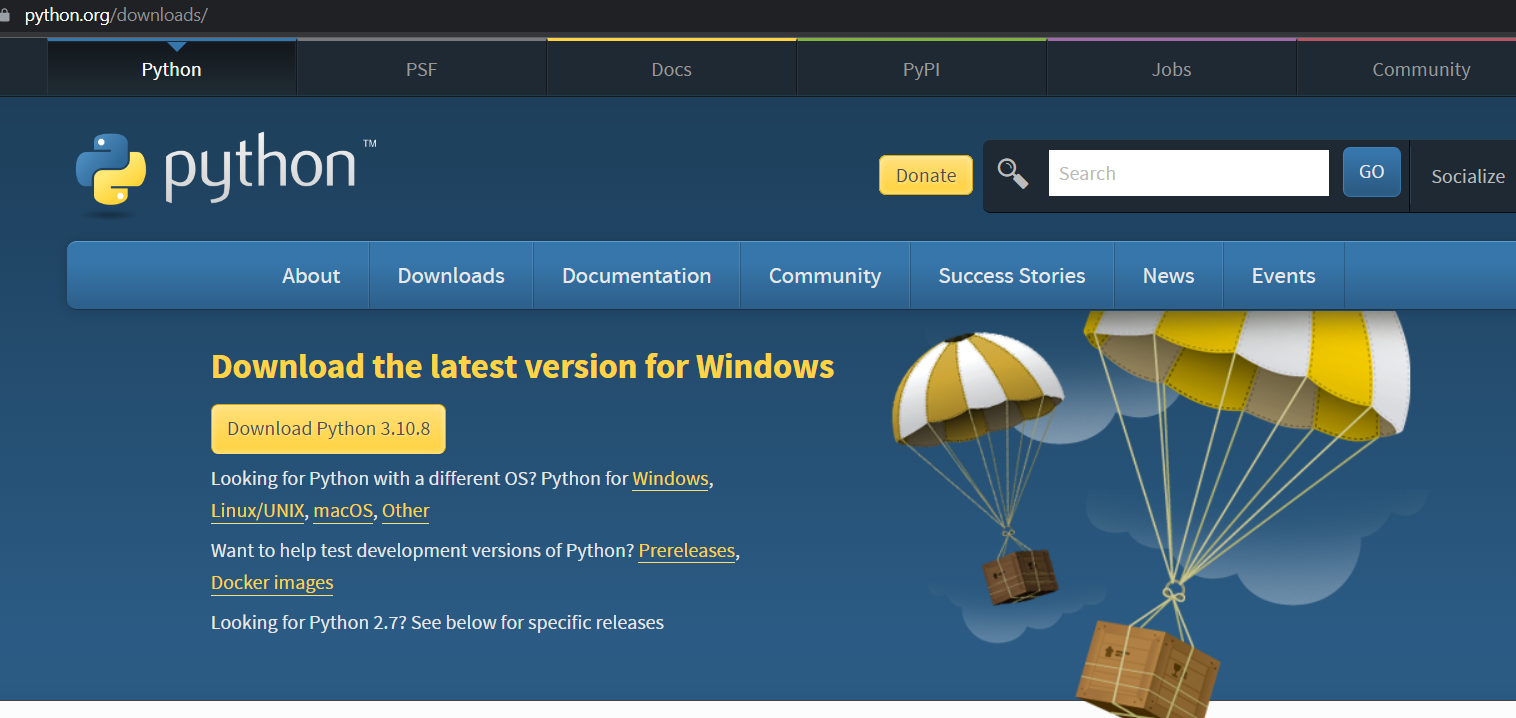 python.org/downloads/
Python PSF Docs PyPI Jobs Community
python™
Donate Search GO Socialize
About Downloads Documentation Community Success Stories News Events
Download the latest version for Windows
Download Python 3.10.8
Looking for Python with a different OS? Python for Windows,
Linux/UNIX, macOS, Other
Want to help test development versions of Python? Prereleases,
Docker images
Looking for Python 2.7? See below for specific releases